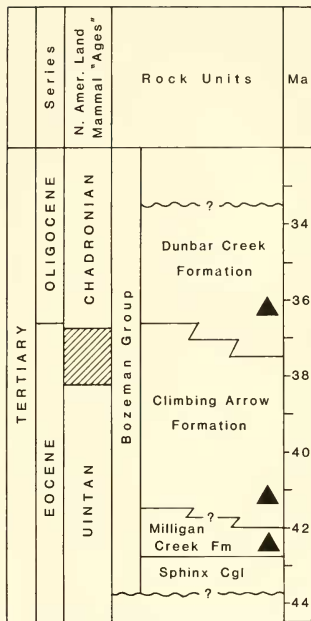 Series
N. Amer. Land
Mammal "Ages"
Rock Units
Ma
TERTIARY
OLIGOCENE
EOCENE
CHADRONIAN
UINTAN
Bozeman Group
?
34
Dunbar Creek
Formation
36
38
Climbing Arrow
Formation
40
?
Milligan
Creek Fm
42
Sphinx Cgl
?
44